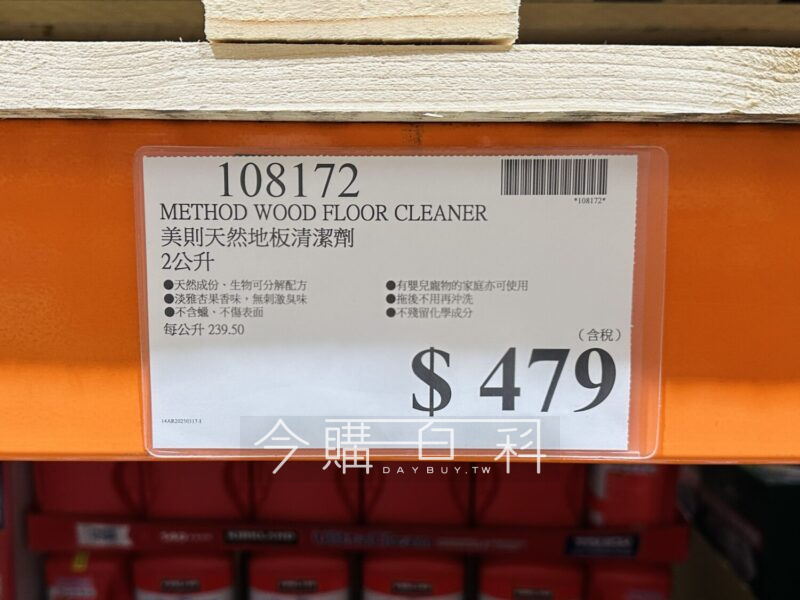 108172
*108172*
METHOD WOOD FLOOR CLEANER
美則天然地板清潔劑
2公升
●天然成份、生物可分解配方
●淡雅杏果香味，無刺激臭味
●不含蠟、不傷表面
●有嬰兒寵物的家庭亦可使用
●拖後不用再沖洗
●不殘留化學成分
每公升 239.50
（含稅）
$ 479
今購百科
DAYBUY.TW